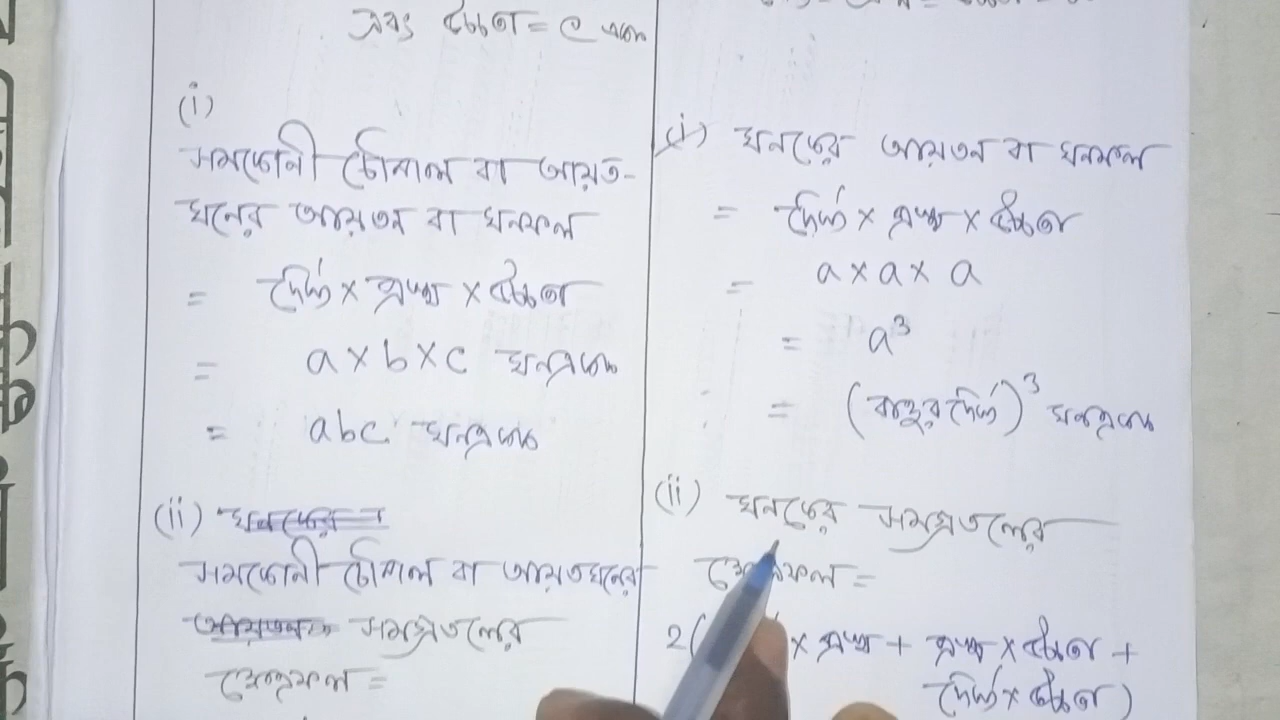 এবং উচ্চতা = c একক
(i)
সমকোনী চৌপাল বা আয়ত-
ঘনের আয়তন বা ঘনফল
= দৈর্ঘ্য × প্রস্থ × উচ্চতা
= a × b × c ঘনএকক
= abc ঘনএকক
(ii)
সমকোনী চৌপাল বা আয়তঘনের
সমগ্রতলের
ক্ষেত্রফল =
(i) ঘনকের আয়তন বা ঘনফল
= দৈর্ঘ্য × প্রস্থ × উচ্চতা
= a × a × a
= a³
= (বাহুর দৈর্ঘ্য)³ ঘনএকক
(ii) ঘনকের সমগ্রতলের
ক্ষেত্রফল =
2( × প্রস্থ + প্রস্থ × উচ্চতা +
দৈর্ঘ্য × উচ্চতা)